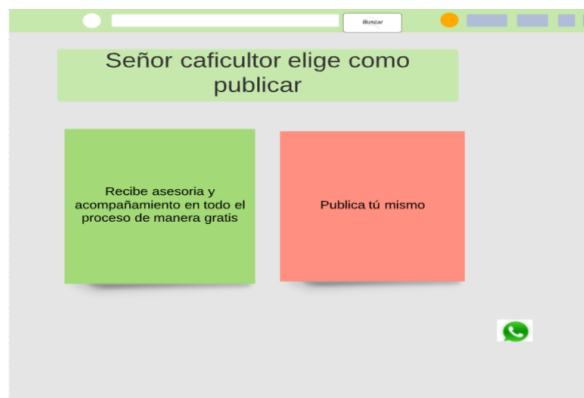 Buscar
Señor caficultor elige como
publicar
Recibe asesoria y
acompañamiento en todo el
proceso de manera gratis
Publica tú mismo